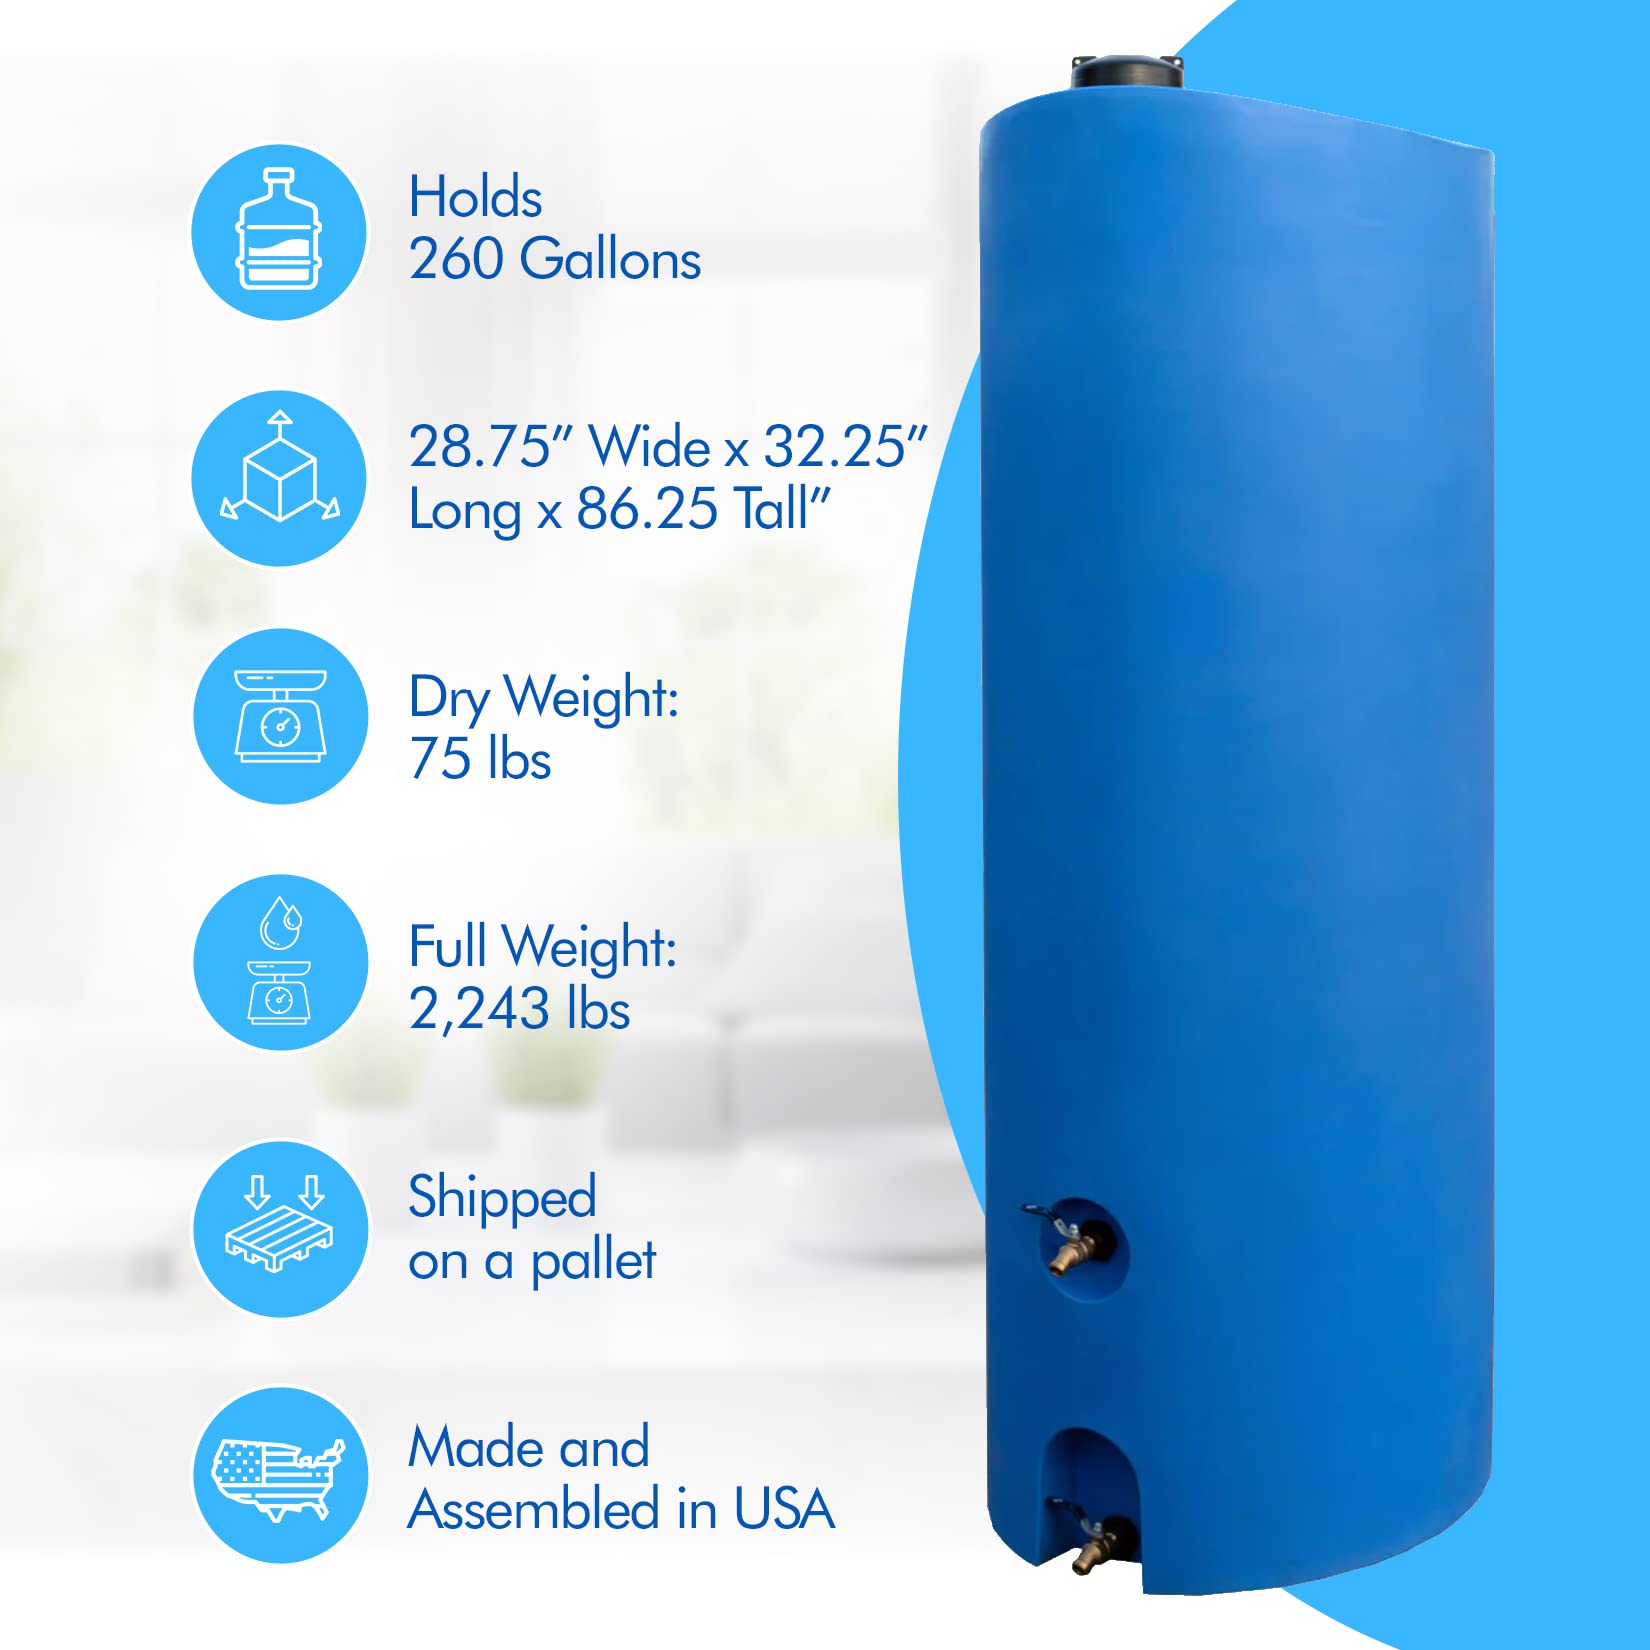 Holds
260 Gallons
28.75” Wide x 32.25”
Long x 86.25 Tall”
Dry Weight:
75 lbs
Full Weight:
2,243 lbs
Shipped
on a pallet
Made and
Assembled in USA